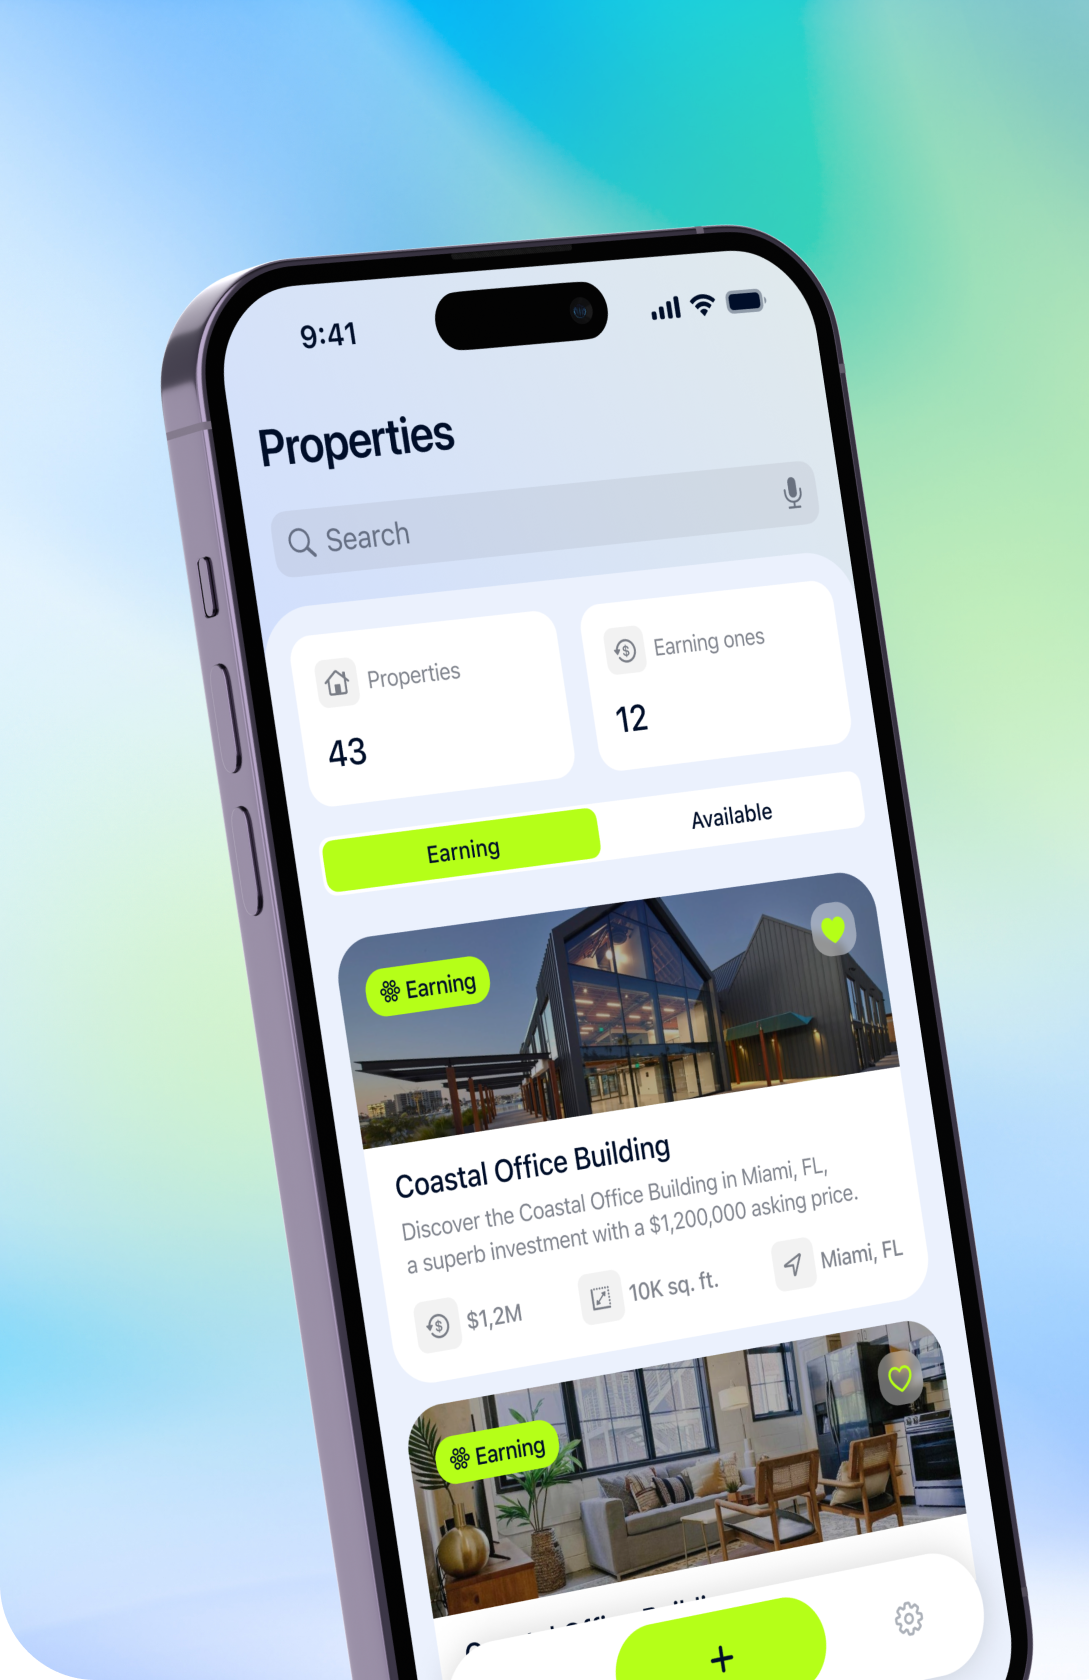 9:41
Properties
Search
Properties
43
Earning ones
12
Earning
Available
Earning
Coastal Office Building
Discover the Coastal Office Building in Miami, FL,
a superb investment with a $1,200,000 asking price.
$1,2M
10K sq. ft.
Miami, FL
Earning